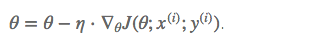 θ = θ − η · ∇θJ(θ; x⁽ⁱ⁾; y⁽ⁱ⁾).